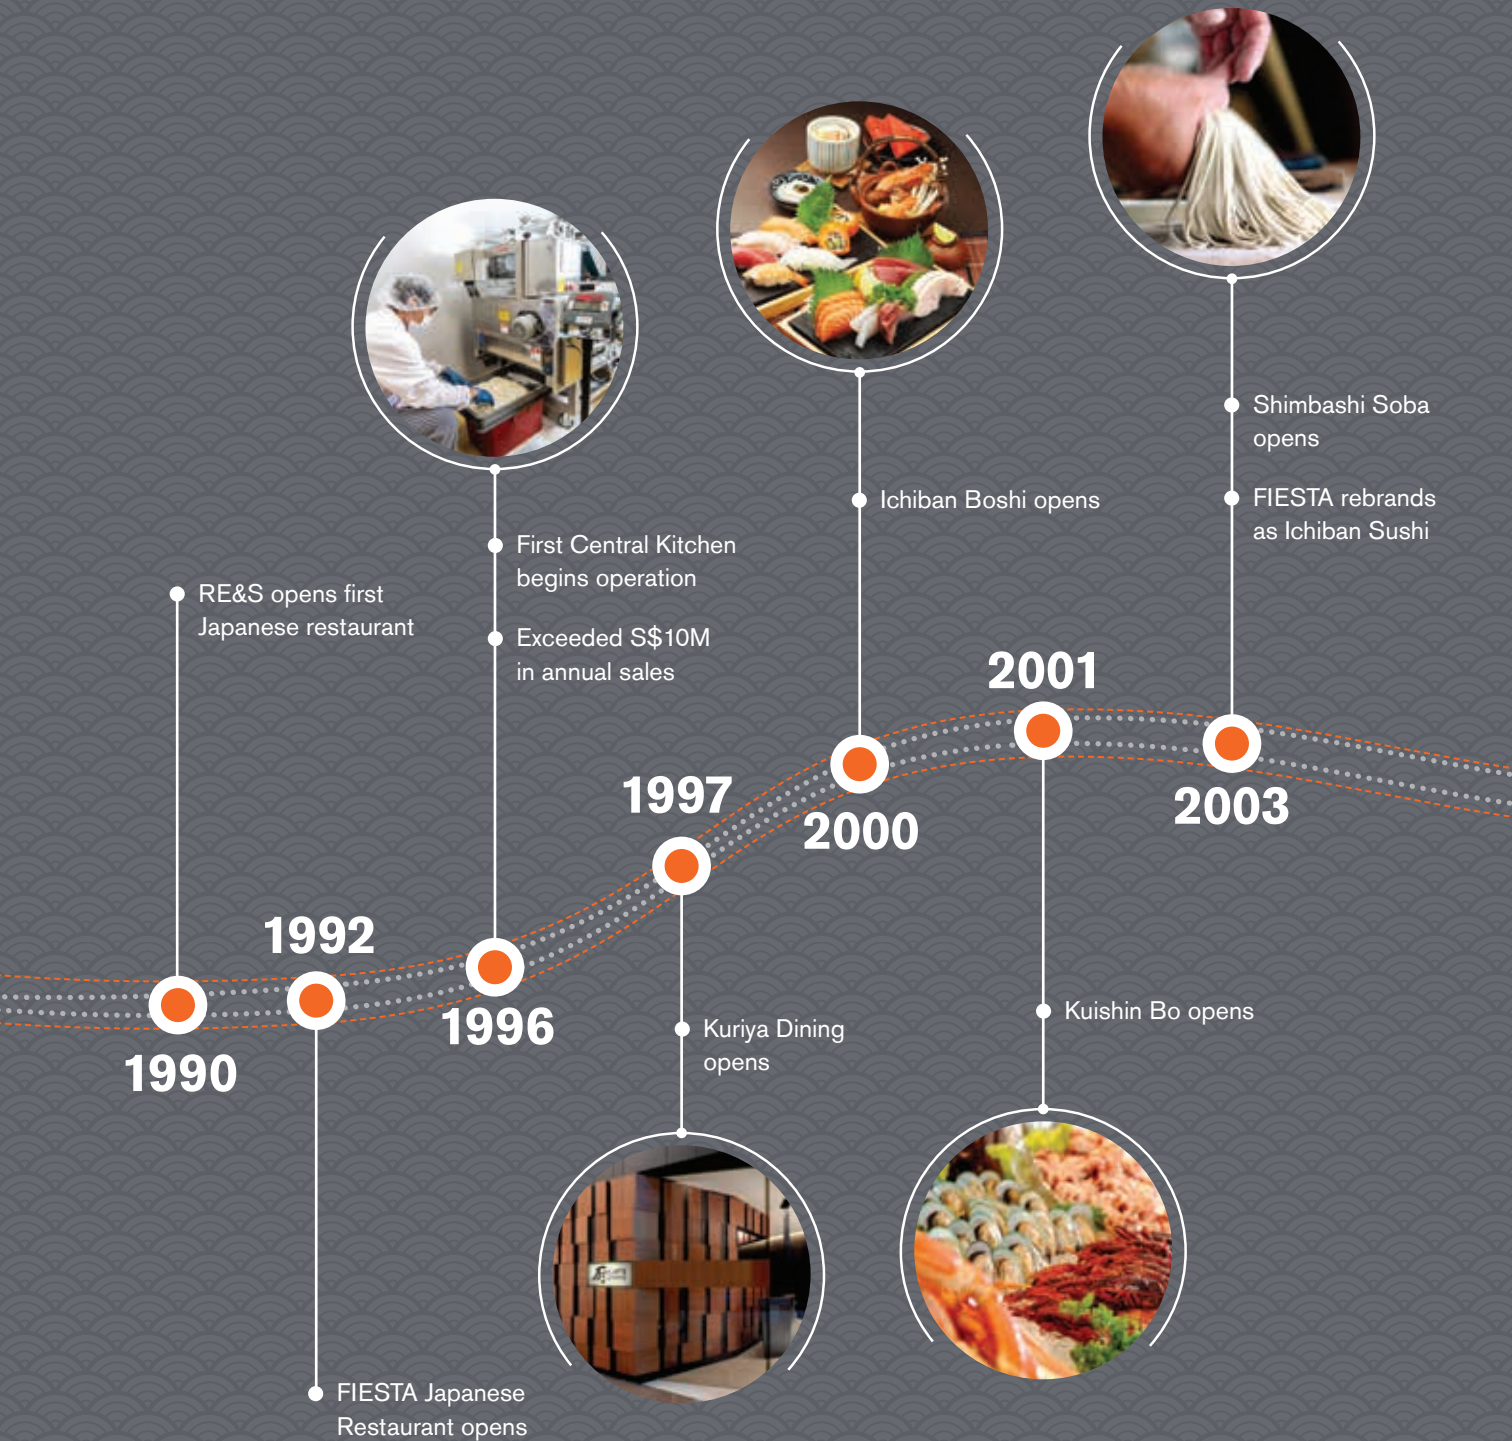 1990
RE&S opens first
Japanese restaurant
1992
FIESTA Japanese
Restaurant opens
1996
First Central Kitchen
begins operation
Exceeded S$10M
in annual sales
1997
Kuriya Dining
opens
2000
Ichiban Boshi opens
2001
Kuishin Bo opens
2003
Shimbashi Soba
opens
FIESTA rebrands
as Ichiban Sushi